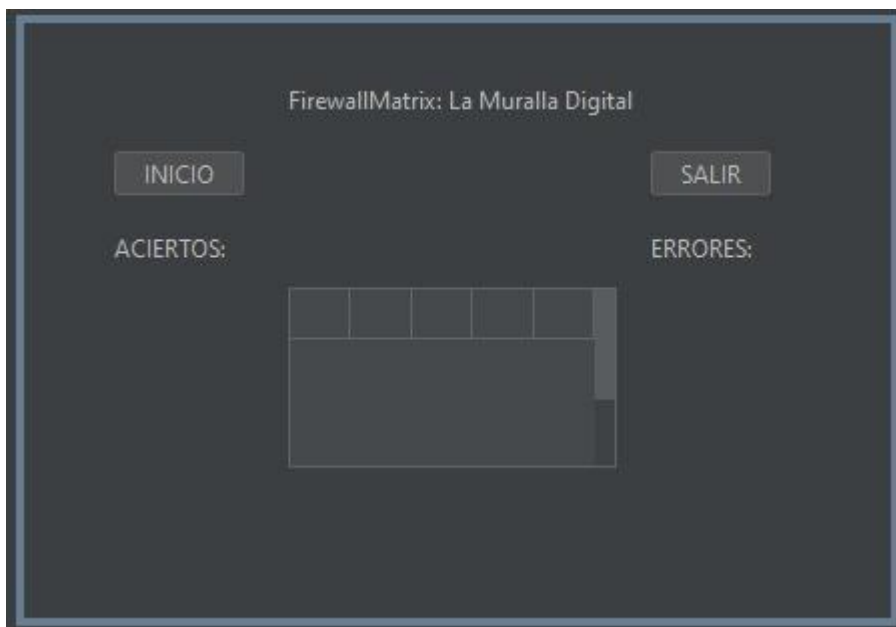 FirewallMatrix: La Muralla Digital
INICIO
SALIR
ACIERTOS:
ERRORES: